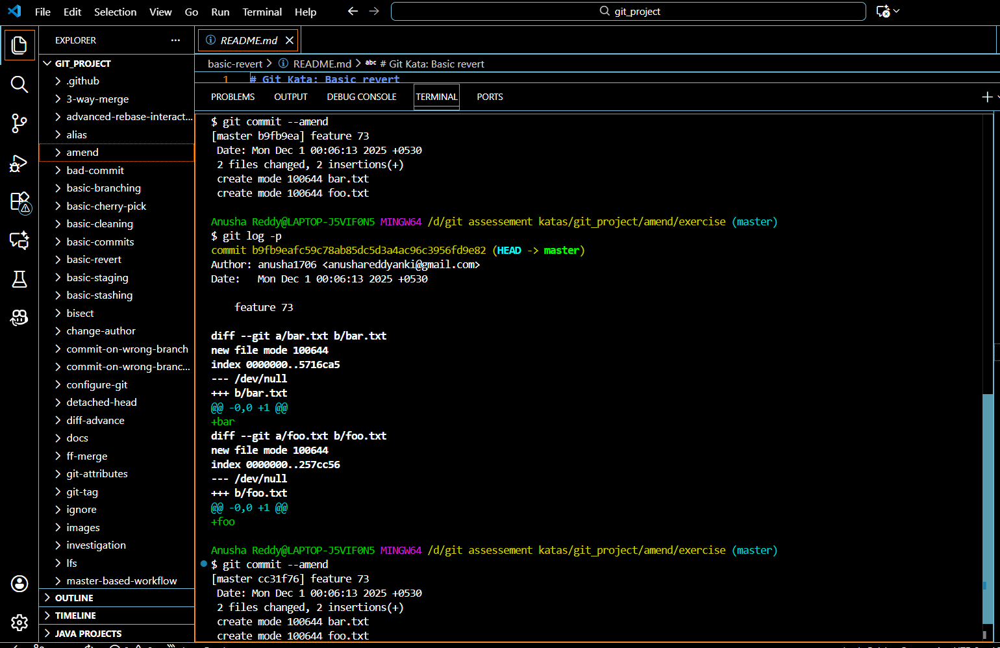 File Edit Selection View Go Run Terminal Help git_project
EXPLORER ...
README.md
GIT_PROJECT
basic-revert > README.md > abc # Git Kata: Basic revert
.github
1 # Git Kata: Basic revert
3-way-merge
advanced-rebase-interact...
alias
amend
bad-commit
basic-branching
basic-cherry-pick
basic-cleaning
basic-commits
basic-revert
basic-staging
basic-stashing
bisect
change-author
commit-on-wrong-branch
commit-on-wrong-branc...
configure-git
detached-head
diff-advance
docs
ff-merge
git-attributes
git-tag
ignore
images
investigation
lfs
master-based-workflow
OUTLINE
TIMELINE
JAVA PROJECTS
PROBLEMS OUTPUT DEBUG CONSOLE TERMINAL PORTS
$ git commit --amend
[master b9fb9ea] feature 73
Date: Mon Dec 1 00:06:13 2025 +0530
2 files changed, 2 insertions(+)
create mode 100644 bar.txt
create mode 100644 foo.txt
Anusha Reddy@LAPTOP-J5VIF0N5 MINGW64 /d/git assessement katas/git_project/amend/exercise (master)
$ git log -p
commit b9fb9eafc59c78ab85dc5d3a4ac96c3956fd9e82 (HEAD -> master)
Author: anusha1706 <anushareddyanki@gmail.com>
Date: Mon Dec 1 00:06:13 2025 +0530
feature 73
diff --git a/bar.txt b/bar.txt
new file mode 100644
index 0000000..5716ca5
--- /dev/null
+++ b/bar.txt
@@ -0,0 +1 @@
+bar
diff --git a/foo.txt b/foo.txt
new file mode 100644
index 0000000..257cc56
--- /dev/null
+++ b/foo.txt
@@ -0,0 +1 @@
+foo
Anusha Reddy@LAPTOP-J5VIF0N5 MINGW64 /d/git assessement katas/git_project/amend/exercise (master)
$ git commit --amend
[master cc31f76] feature 73
Date: Mon Dec 1 00:06:13 2025 +0530
2 files changed, 2 insertions(+)
create mode 100644 bar.txt
create mode 100644 foo.txt